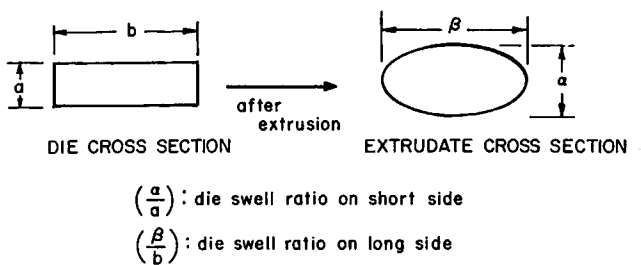 b
a
after
extrusion
β
α
DIE CROSS SECTION
EXTRUDATE CROSS SECTION
(α/a): die swell ratio on short side
(β/b): die swell ratio on long side